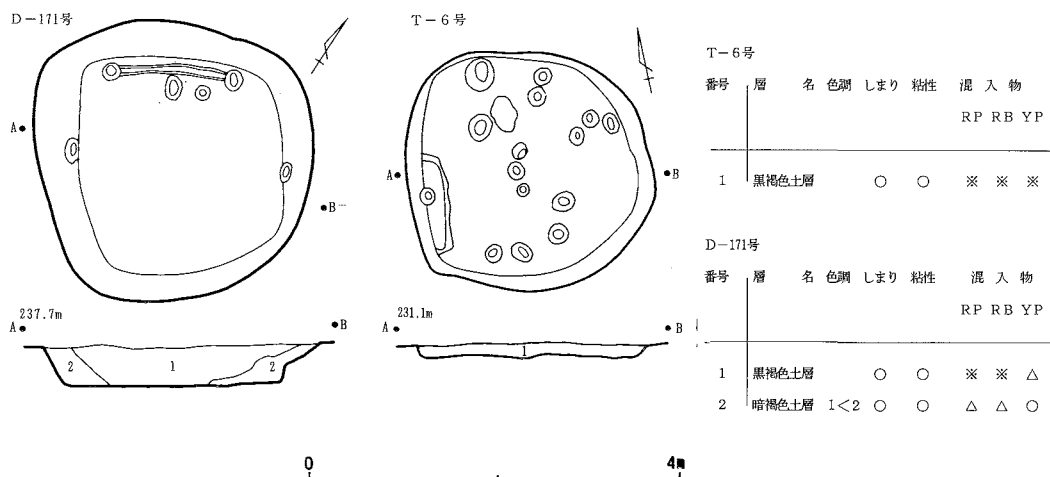 D-171号
A
B
A 237.7m B
2 1 2
T-6号
A
B
A 231.1m B
1
0 4m
T-6号
番号 層名 色調 しまり 粘性 混入物
RP RB YP
1 黒褐色土層 ○ ○ ※ ※ ※
D-171号
番号 層名 色調 しまり 粘性 混入物
RP RB YP
1 黒褐色土層 ○ ○ ※ ※ △
2 暗褐色土層 1<2 ○ ○ △ △ ○